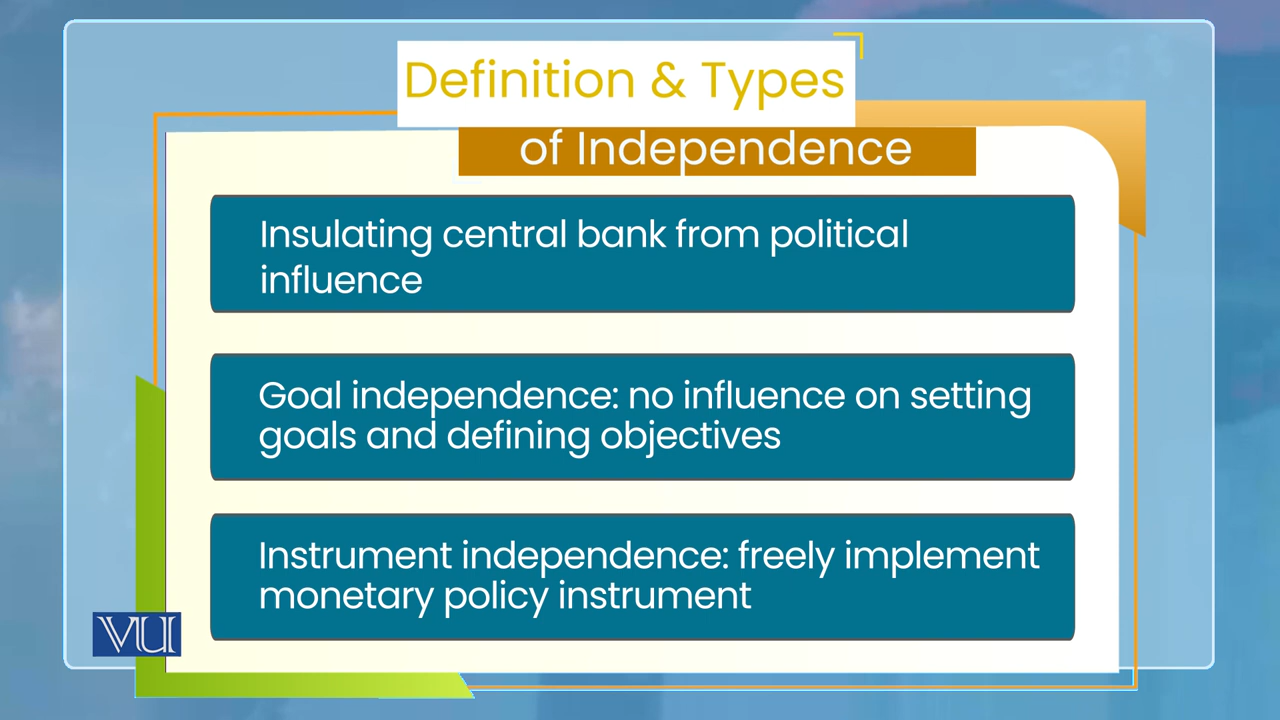 Definition & Types
of Independence
Insulating central bank from political
influence
Goal independence: no influence on setting
goals and defining objectives
Instrument independence: freely implement
monetary policy instrument
VU